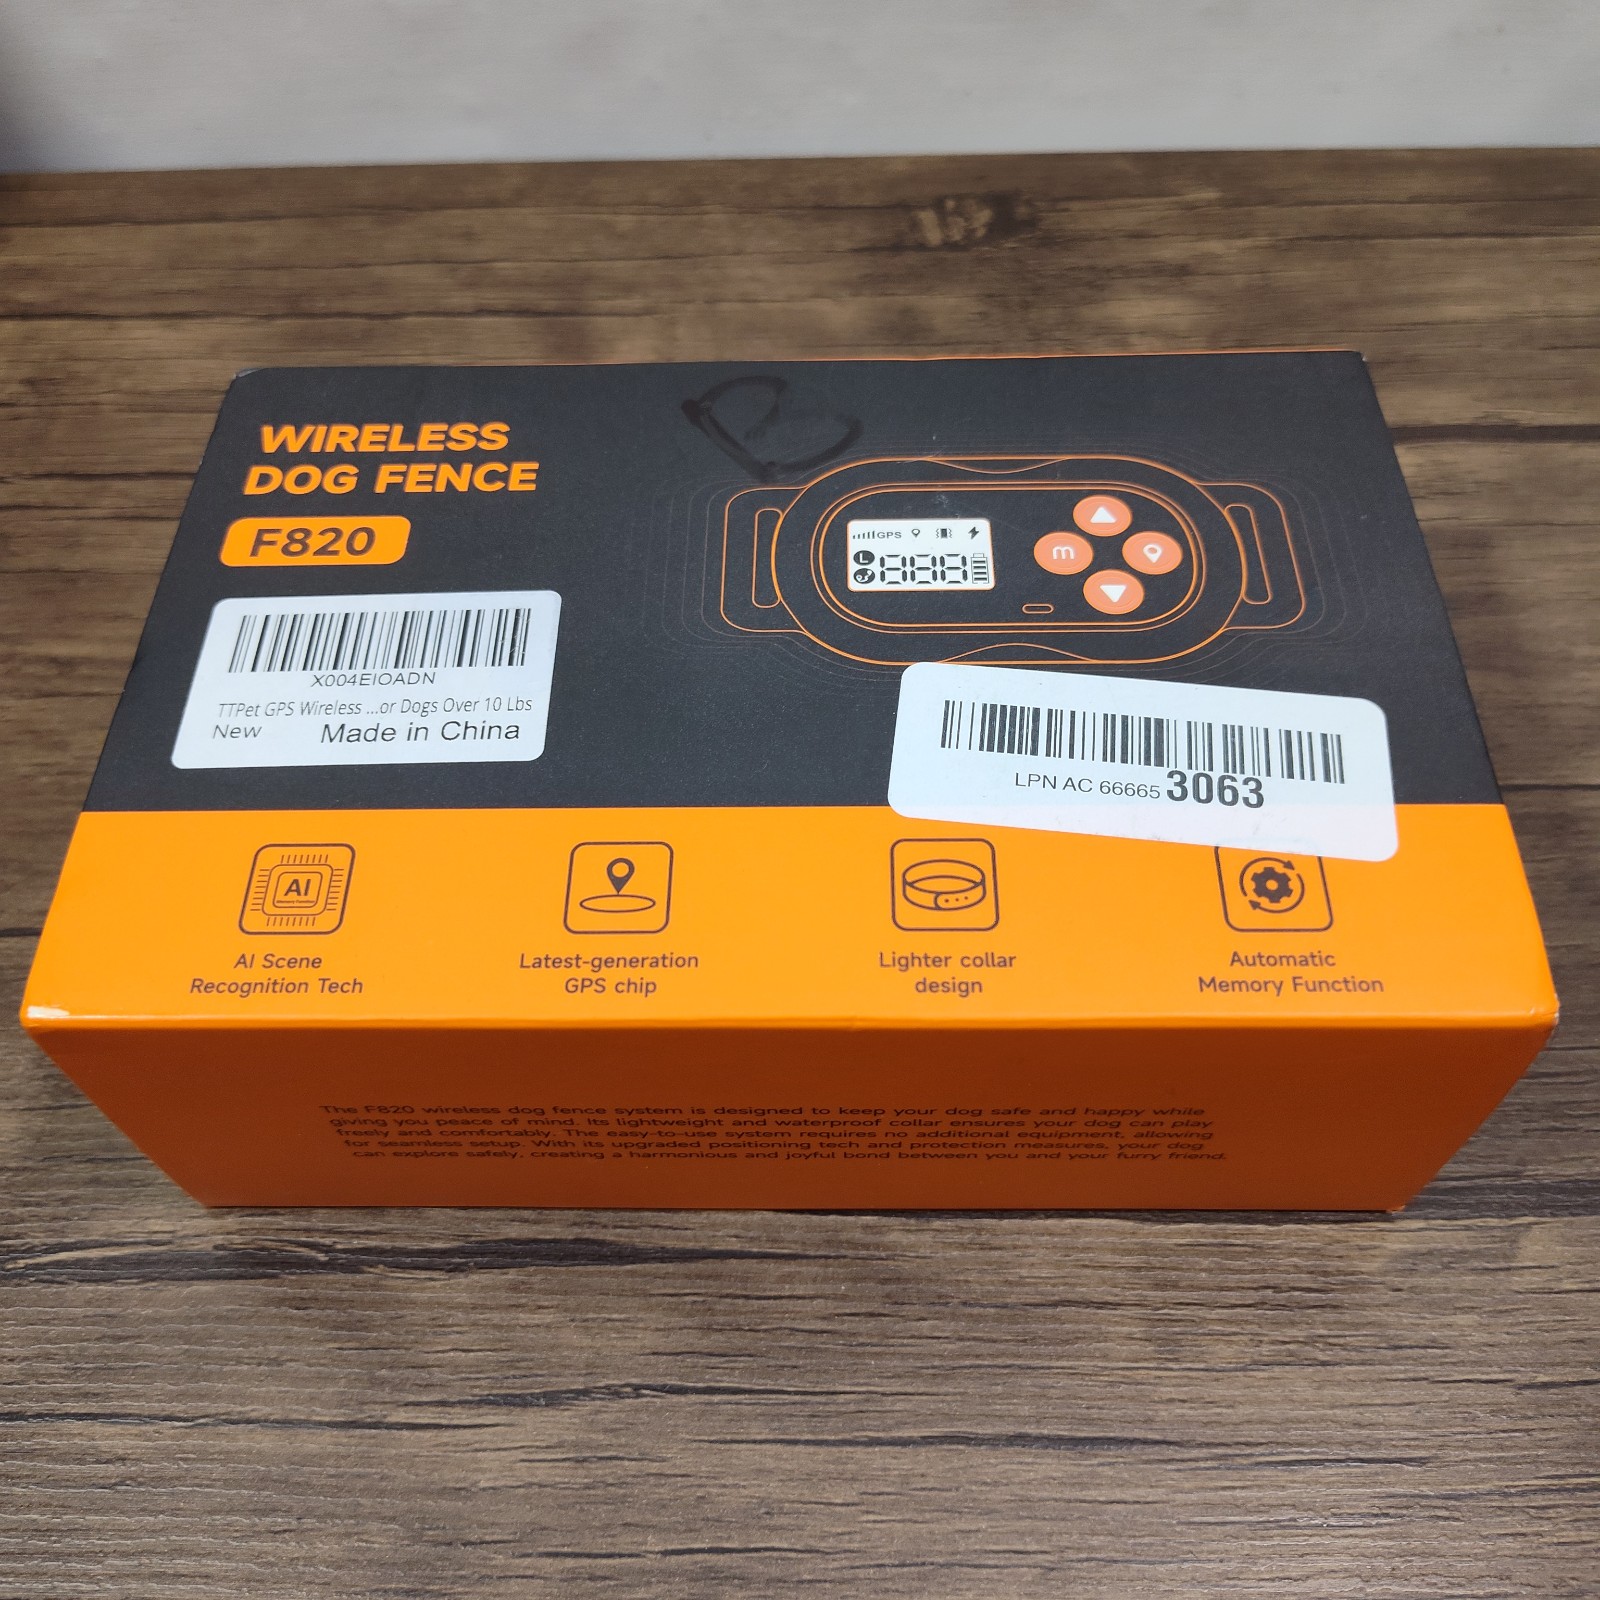 WIRELESS
DOG FENCE
F820
GPS
L
888
m
X004EIOADN
TTPet GPS Wireless ...or Dogs Over 10 Lbs
New Made in China
LPN AC 66665 3063
AI
Memory Function
AI Scene
Recognition Tech
Latest-generation
GPS chip
Lighter collar
design
Automatic
Memory Function
The F820 wireless dog fence system is designed to keep your dog safe and happy while
giving you peace of mind. Its lightweight and waterproof collar ensures your dog can play
freely and comfortably. The easy-to-use system requires no additional equipment, allowing
for seamless setup. With its upgraded positioning tech and protection measures, your dog
can explore safely, creating a harmonious and joyful bond between you and your furry friend.